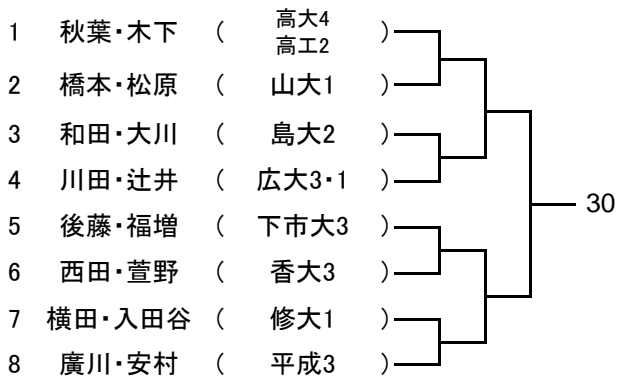 1 秋葉・木下 ( 高大4 高工2 )
2 橋本・松原 ( 山大1 )
3 和田・大川 ( 島大2 )
4 川田・辻井 ( 広大3・1 )
5 後藤・福増 ( 下市大3 )
6 西田・萱野 ( 香大3 )
7 横田・入田谷 ( 修大1 )
8 廣川・安村 ( 平成3 )
30